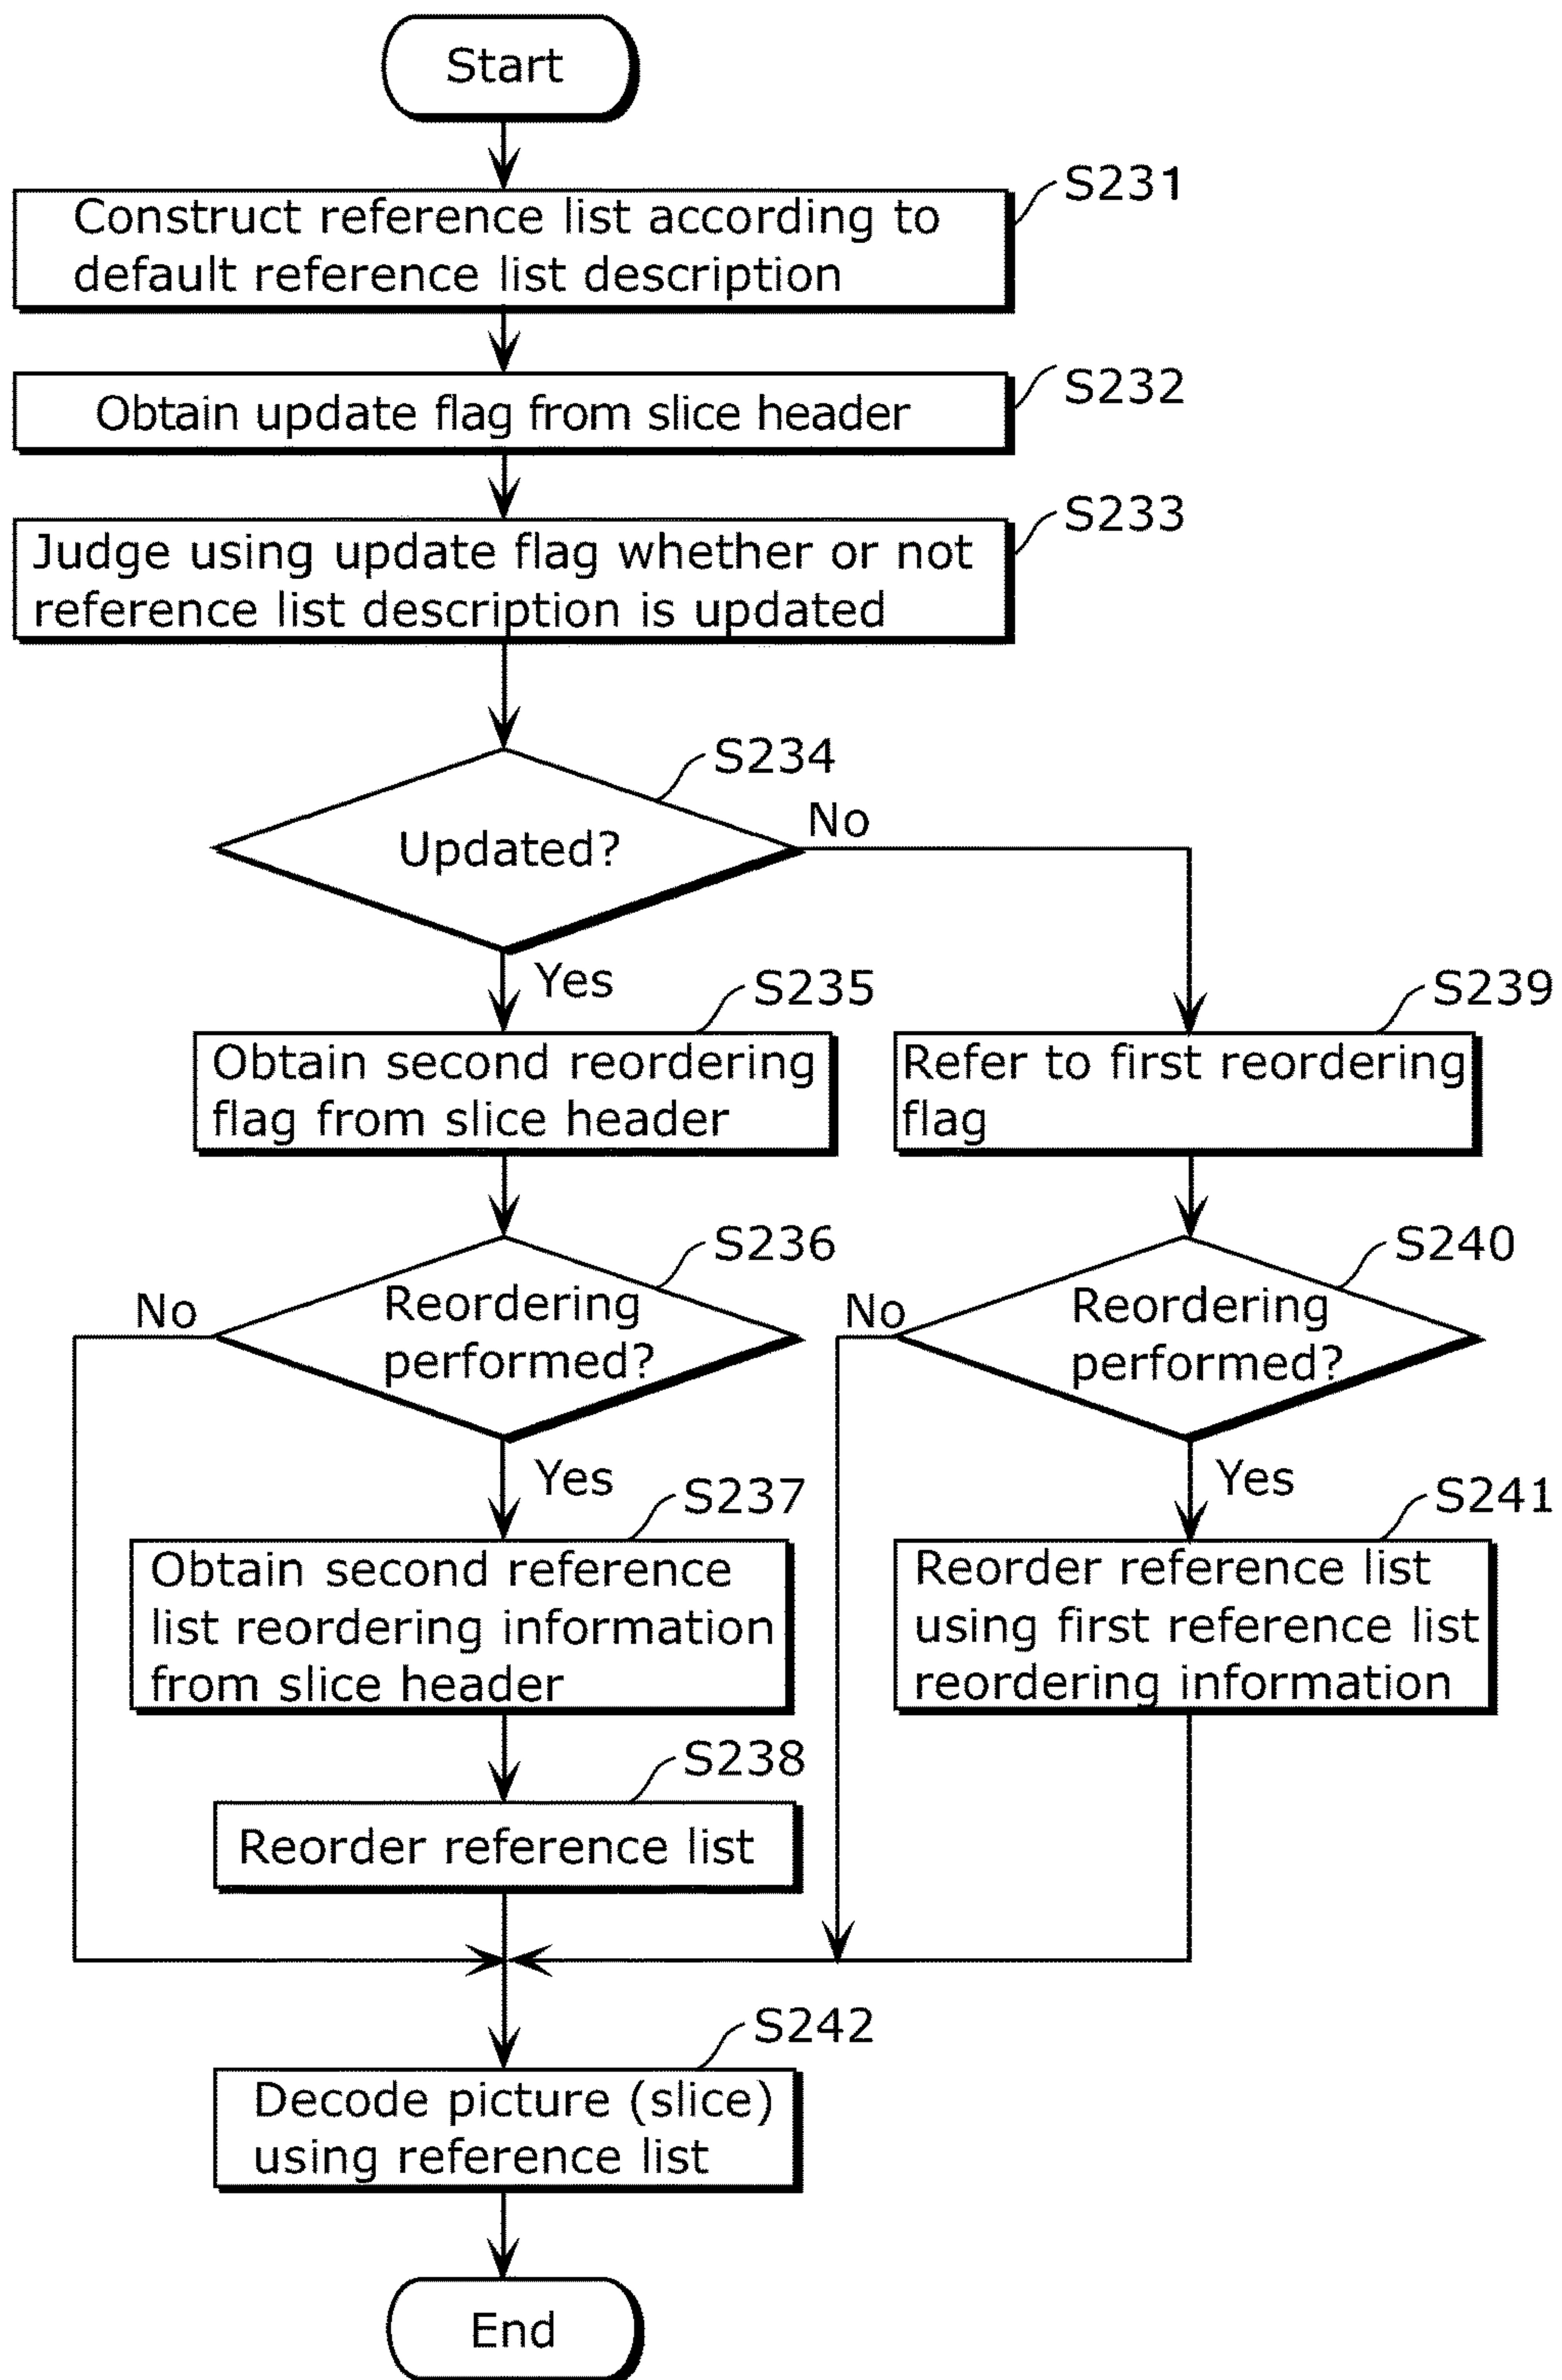 Start
S231
Construct reference list according to
default reference list description
S232
Obtain update flag from slice header
S233
Judge using update flag whether or not
reference list description is updated
S234
Updated?
No
Yes
S235
Obtain second reordering
flag from slice header
S239
Refer to first reordering
flag
S236
Reordering
performed?
No
Yes
S240
Reordering
performed?
No
Yes
S237
Obtain second reference
list reordering information
from slice header
S241
Reorder reference list
using first reference list
reordering information
S238
Reorder reference list
S242
Decode picture (slice)
using reference list
End